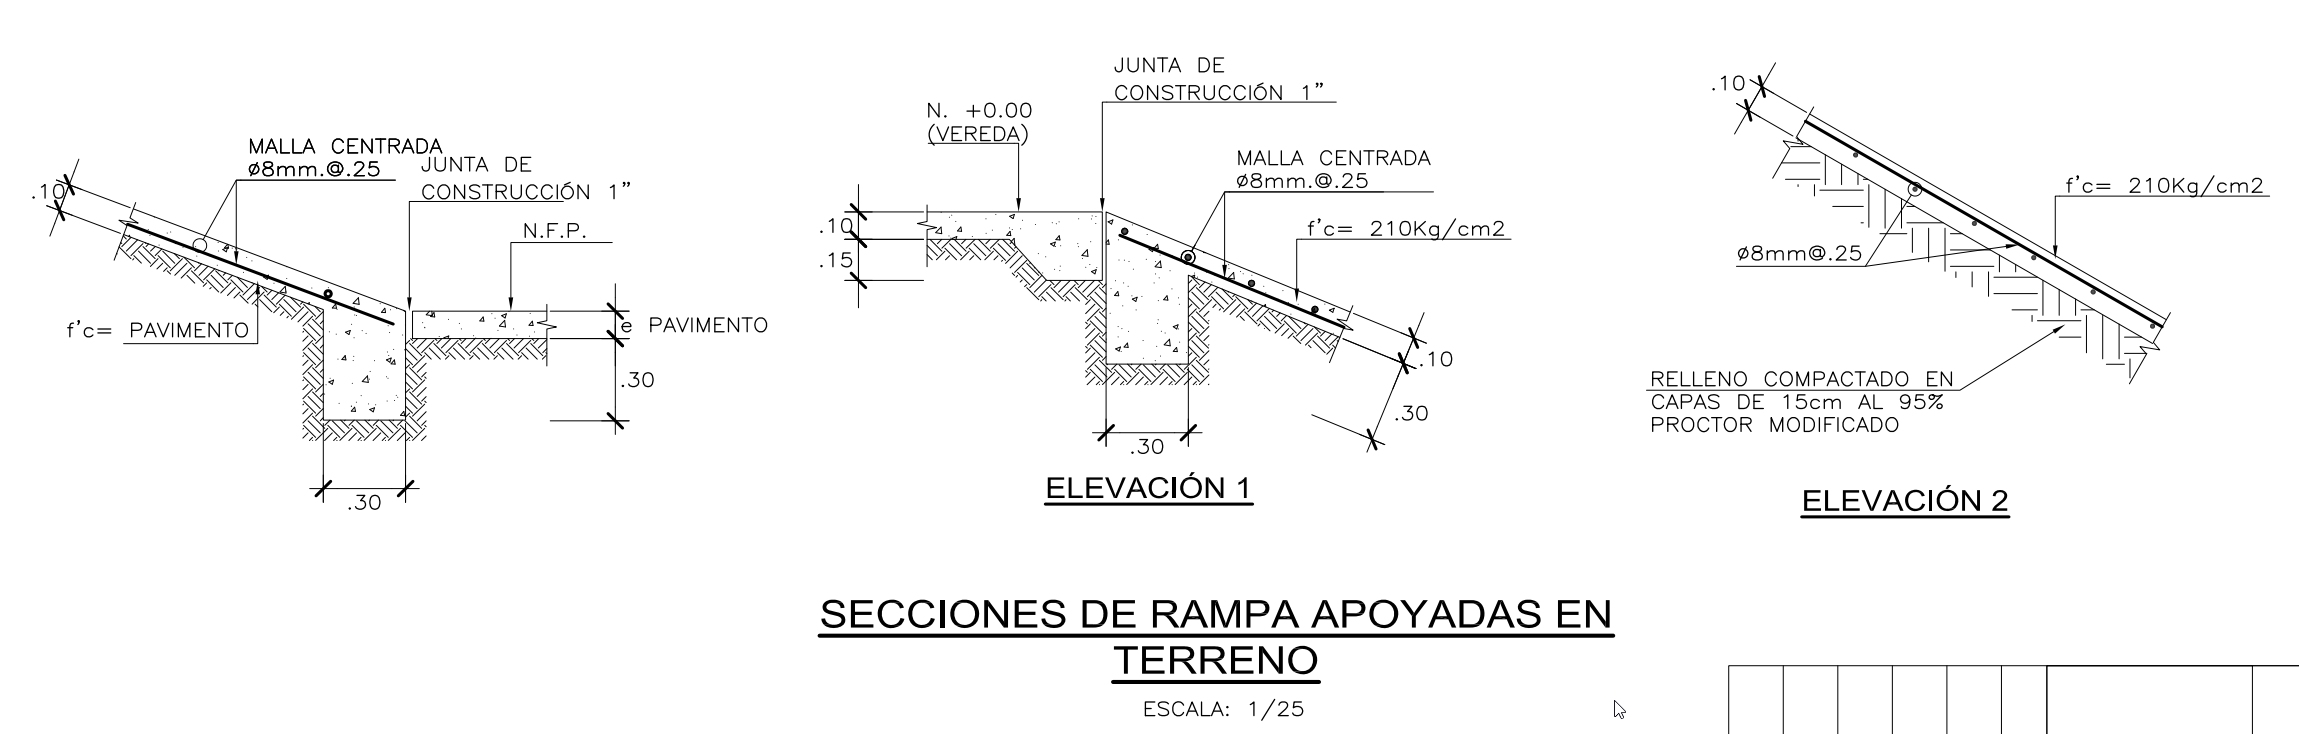 .10
MALLA CENTRADA
ø8mm.@.25
JUNTA DE
CONSTRUCCIÓN 1”
N.F.P.
f'c= PAVIMENTO
e PAVIMENTO
.30
.30
N. +0.00
(VEREDA)
JUNTA DE
CONSTRUCCIÓN 1”
MALLA CENTRADA
ø8mm.@.25
f'c= 210Kg/cm2
.10
.15
.10
.30
.30
ELEVACIÓN 1
.10
f'c= 210Kg/cm2
ø8mm@.25
RELLENO COMPACTADO EN
CAPAS DE 15cm AL 95%
PROCTOR MODIFICADO
ELEVACIÓN 2
SECCIONES DE RAMPA APOYADAS EN
TERRENO
ESCALA: 1/25